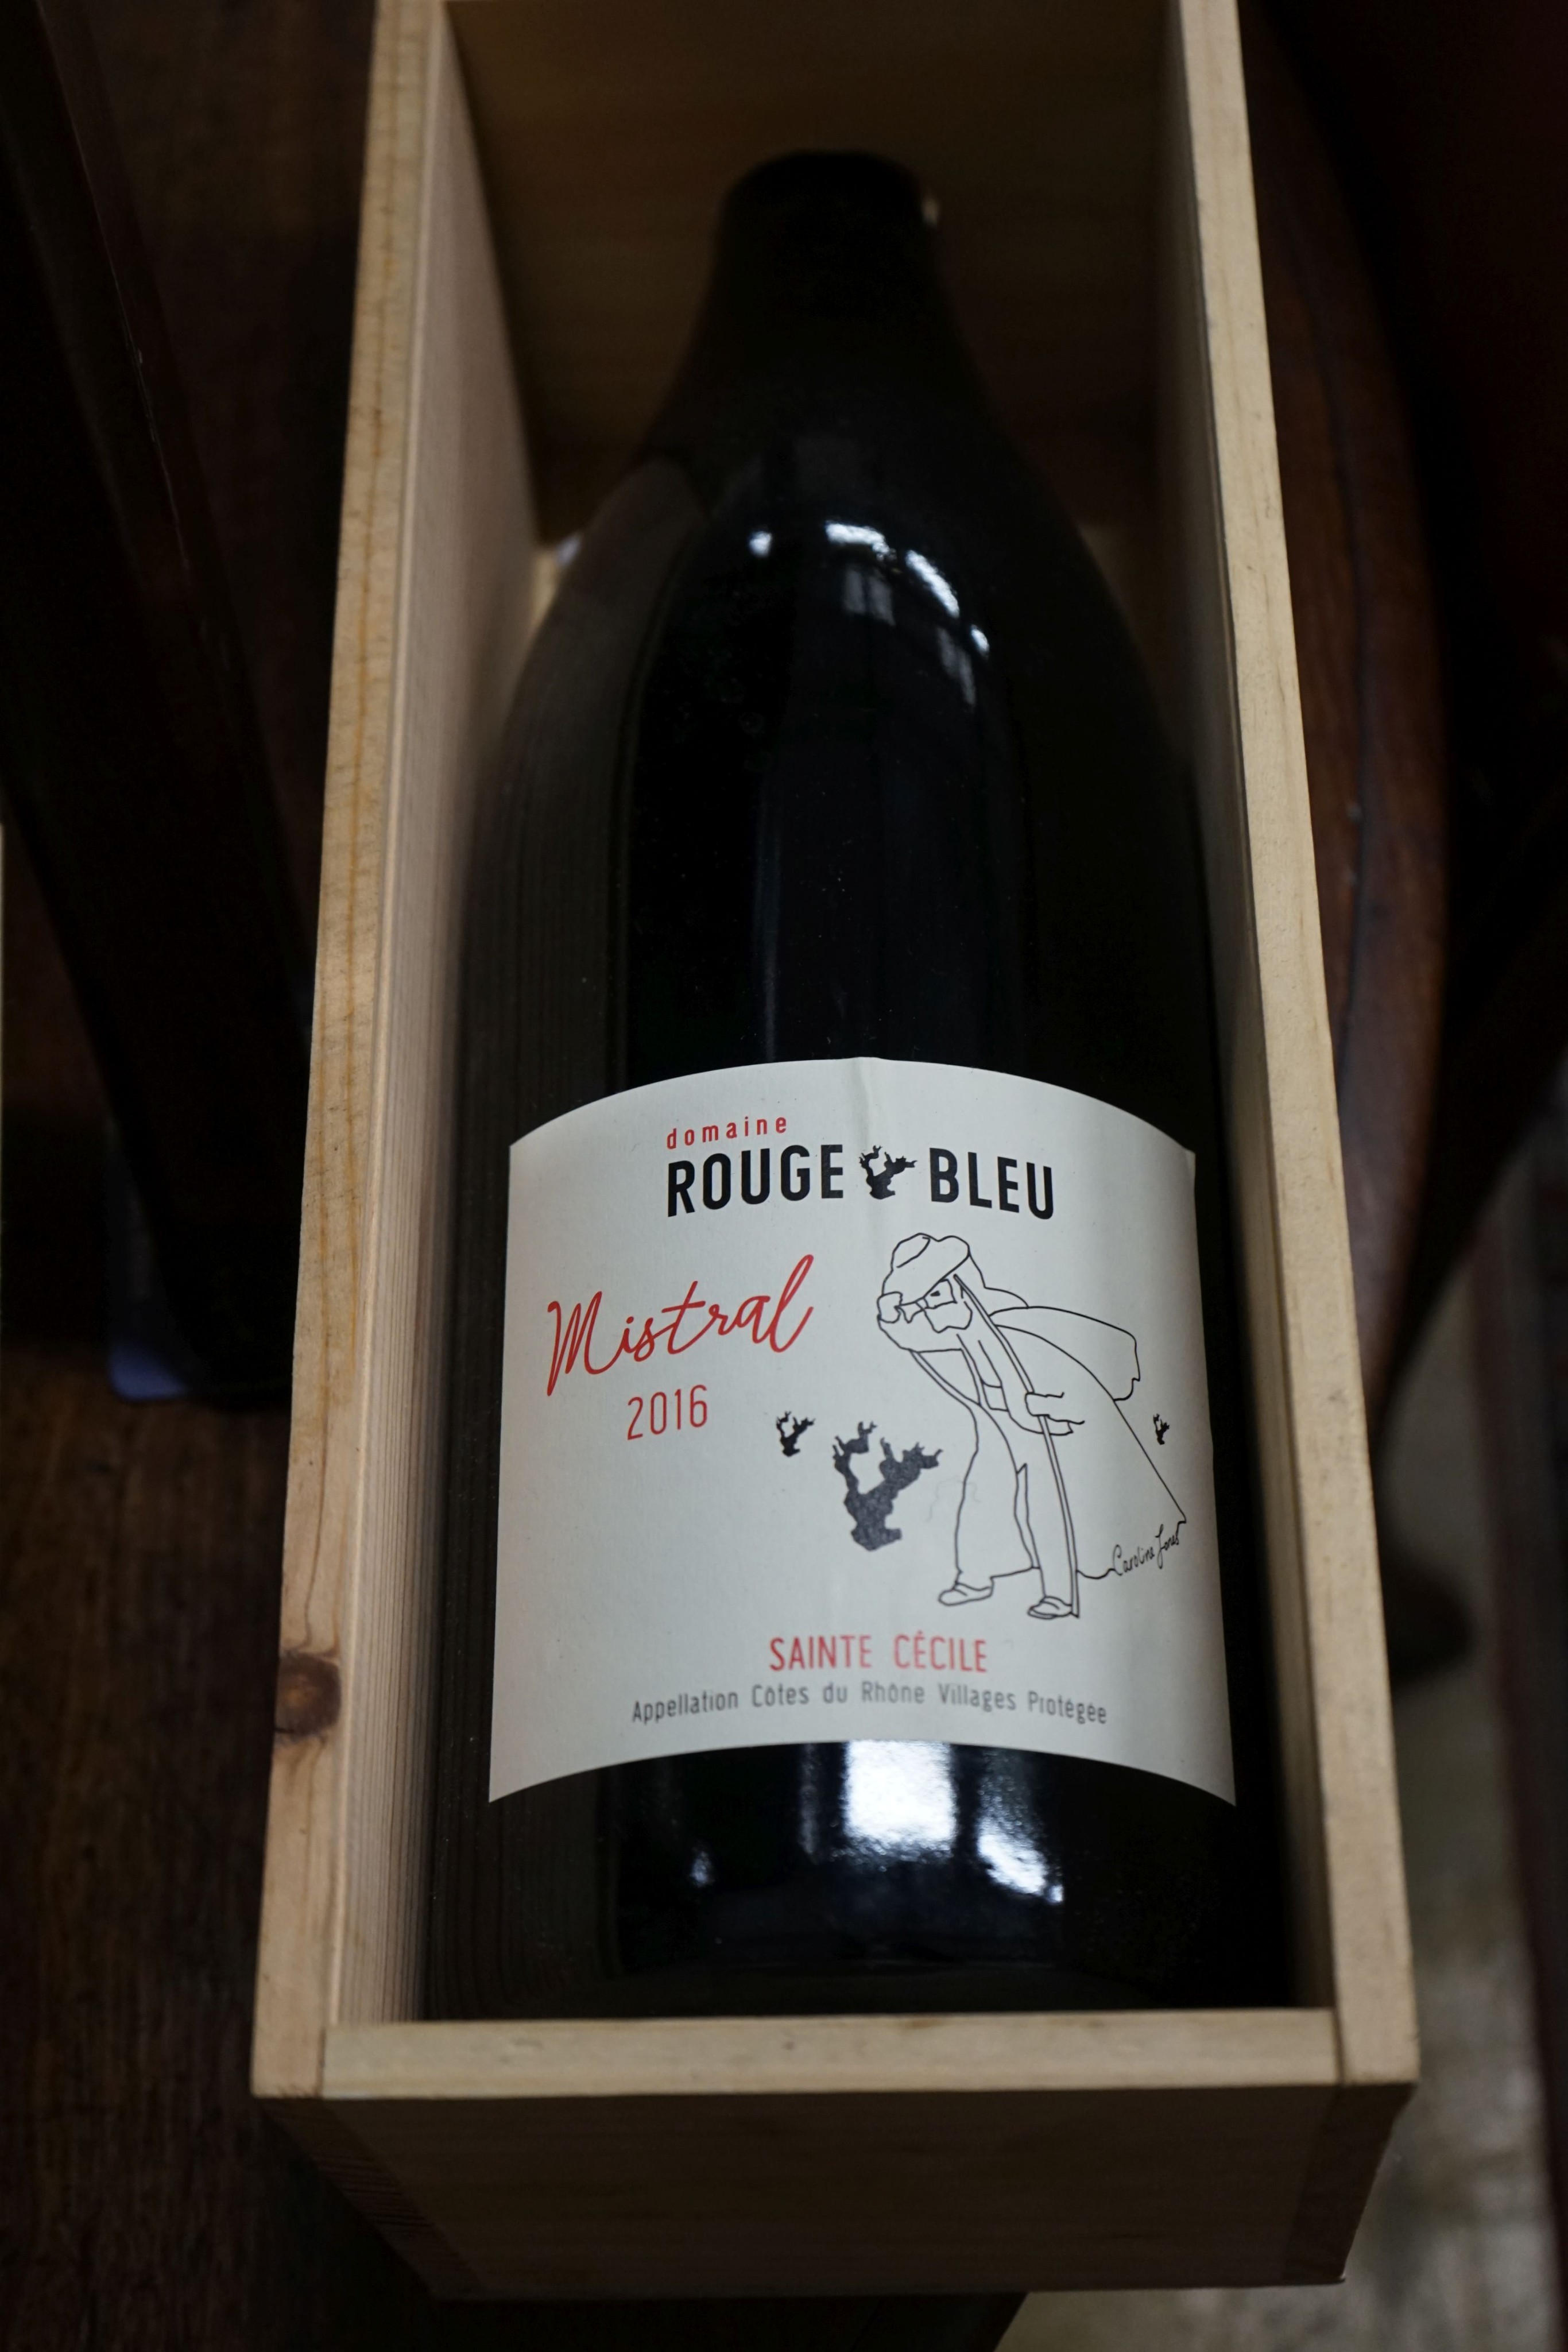 domaine
ROUGE BLEU
Mistral
2016
Caroline Jones
SAINTE CÉCILE
Appellation Côtes du Rhône Villages Protégée